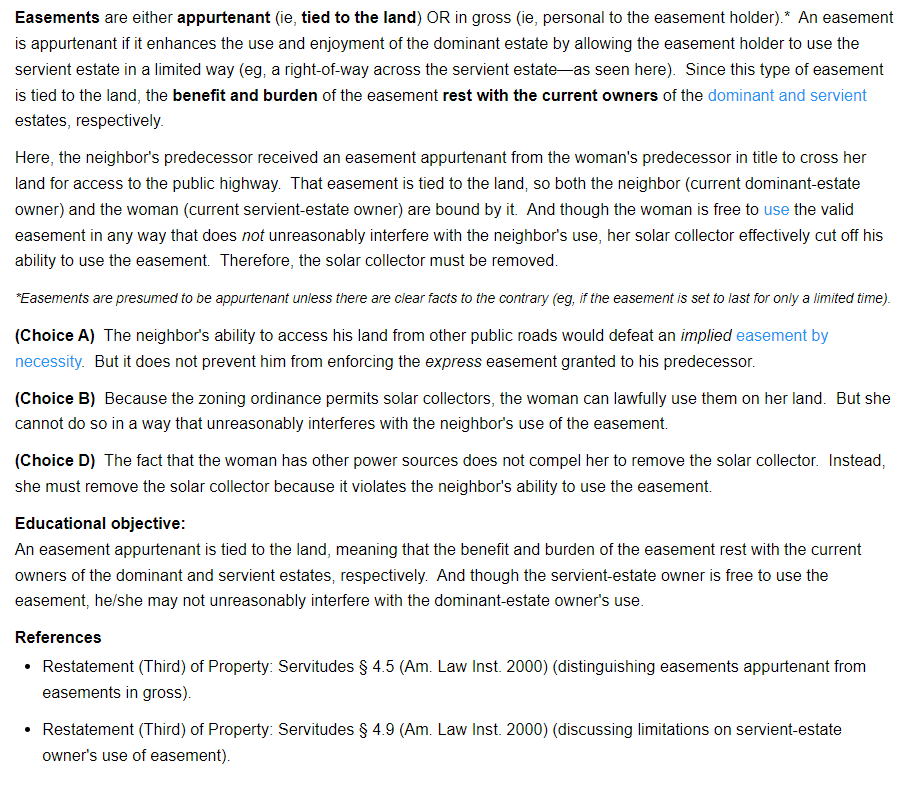 Easements are either appurtenant (ie, tied to the land) OR in gross (ie, personal to the easement holder).* An easement
is appurtenant if it enhances the use and enjoyment of the dominant estate by allowing the easement holder to use the
servient estate in a limited way (eg, a right-of-way across the servient estate—as seen here). Since this type of easement
is tied to the land, the benefit and burden of the easement rest with the current owners of the dominant and servient
estates, respectively.
Here, the neighbor's predecessor received an easement appurtenant from the woman's predecessor in title to cross her
land for access to the public highway. That easement is tied to the land, so both the neighbor (current dominant-estate
owner) and the woman (current servient-estate owner) are bound by it. And though the woman is free to use the valid
easement in any way that does not unreasonably interfere with the neighbor's use, her solar collector effectively cut off his
ability to use the easement. Therefore, the solar collector must be removed.
*Easements are presumed to be appurtenant unless there are clear facts to the contrary (eg, if the easement is set to last for only a limited time).
(Choice A) The neighbor's ability to access his land from other public roads would defeat an implied easement by
necessity. But it does not prevent him from enforcing the express easement granted to his predecessor.
(Choice B) Because the zoning ordinance permits solar collectors, the woman can lawfully use them on her land. But she
cannot do so in a way that unreasonably interferes with the neighbor's use of the easement.
(Choice D) The fact that the woman has other power sources does not compel her to remove the solar collector. Instead,
she must remove the solar collector because it violates the neighbor's ability to use the easement.
Educational objective:
An easement appurtenant is tied to the land, meaning that the benefit and burden of the easement rest with the current
owners of the dominant and servient estates, respectively. And though the servient-estate owner is free to use the
easement, he/she may not unreasonably interfere with the dominant-estate owner's use.
References
• Restatement (Third) of Property: Servitudes § 4.5 (Am. Law Inst. 2000) (distinguishing easements appurtenant from
easements in gross).
• Restatement (Third) of Property: Servitudes § 4.9 (Am. Law Inst. 2000) (discussing limitations on servient-estate
owner's use of easement).